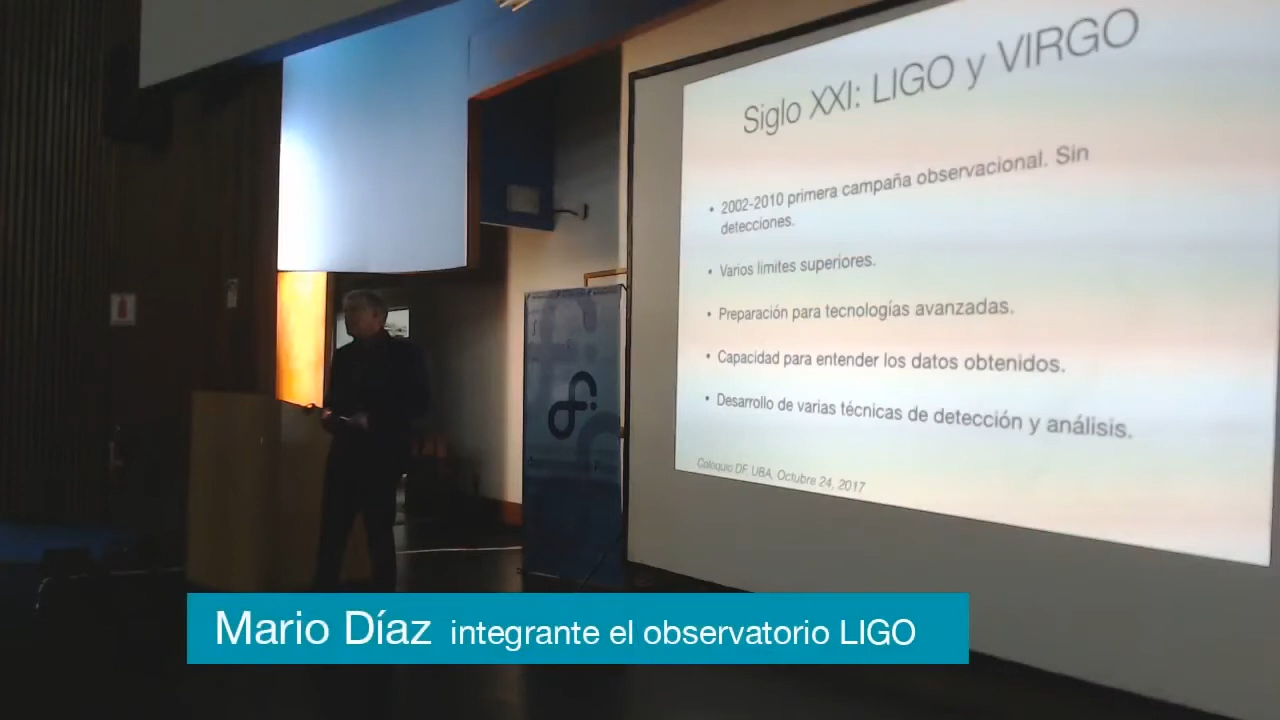 Siglo XXI: LIGO y VIRGO
• 2002-2010 primera campaña observacional. Sin
detecciones.
• Varios limites superiores.
• Preparación para tecnologías avanzadas.
• Capacidad para entender los datos obtenidos.
• Desarrollo de varias técnicas de detección y análisis.
Coloquio DF, UBA, Octubre 24, 2017
df
Mario Díaz integrante el observatorio LIGO